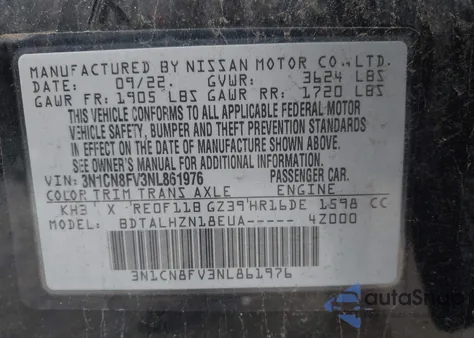 MANUFACTURED BY NISSAN MOTOR CO., LTD.
DATE: 09/22. GVWR: 3624 LBS
GAWR FR: 1905 LBS GAWR RR: 1720 LBS
THIS VEHICLE CONFORMS TO ALL APPLICABLE FEDERAL MOTOR
VEHICLE SAFETY, BUMPER AND THEFT PREVENTION STANDARDS
IN EFFECT ON THE DATE OF MANUFACTURE SHOWN ABOVE.
SEE OWNER'S MANUAL FOR ADDITIONAL INFORMATION.
VIN: 3N1CN8FV3NL861976 PASSENGER CAR.
COLOR TRIM TRANS AXLE ENGINE
KH3 X RE0F11B GZ39 HR16DE 1598 CC
BDTALHZN18EUA----- 4Z000
3N1CN8FV3NL861976
autaSnap